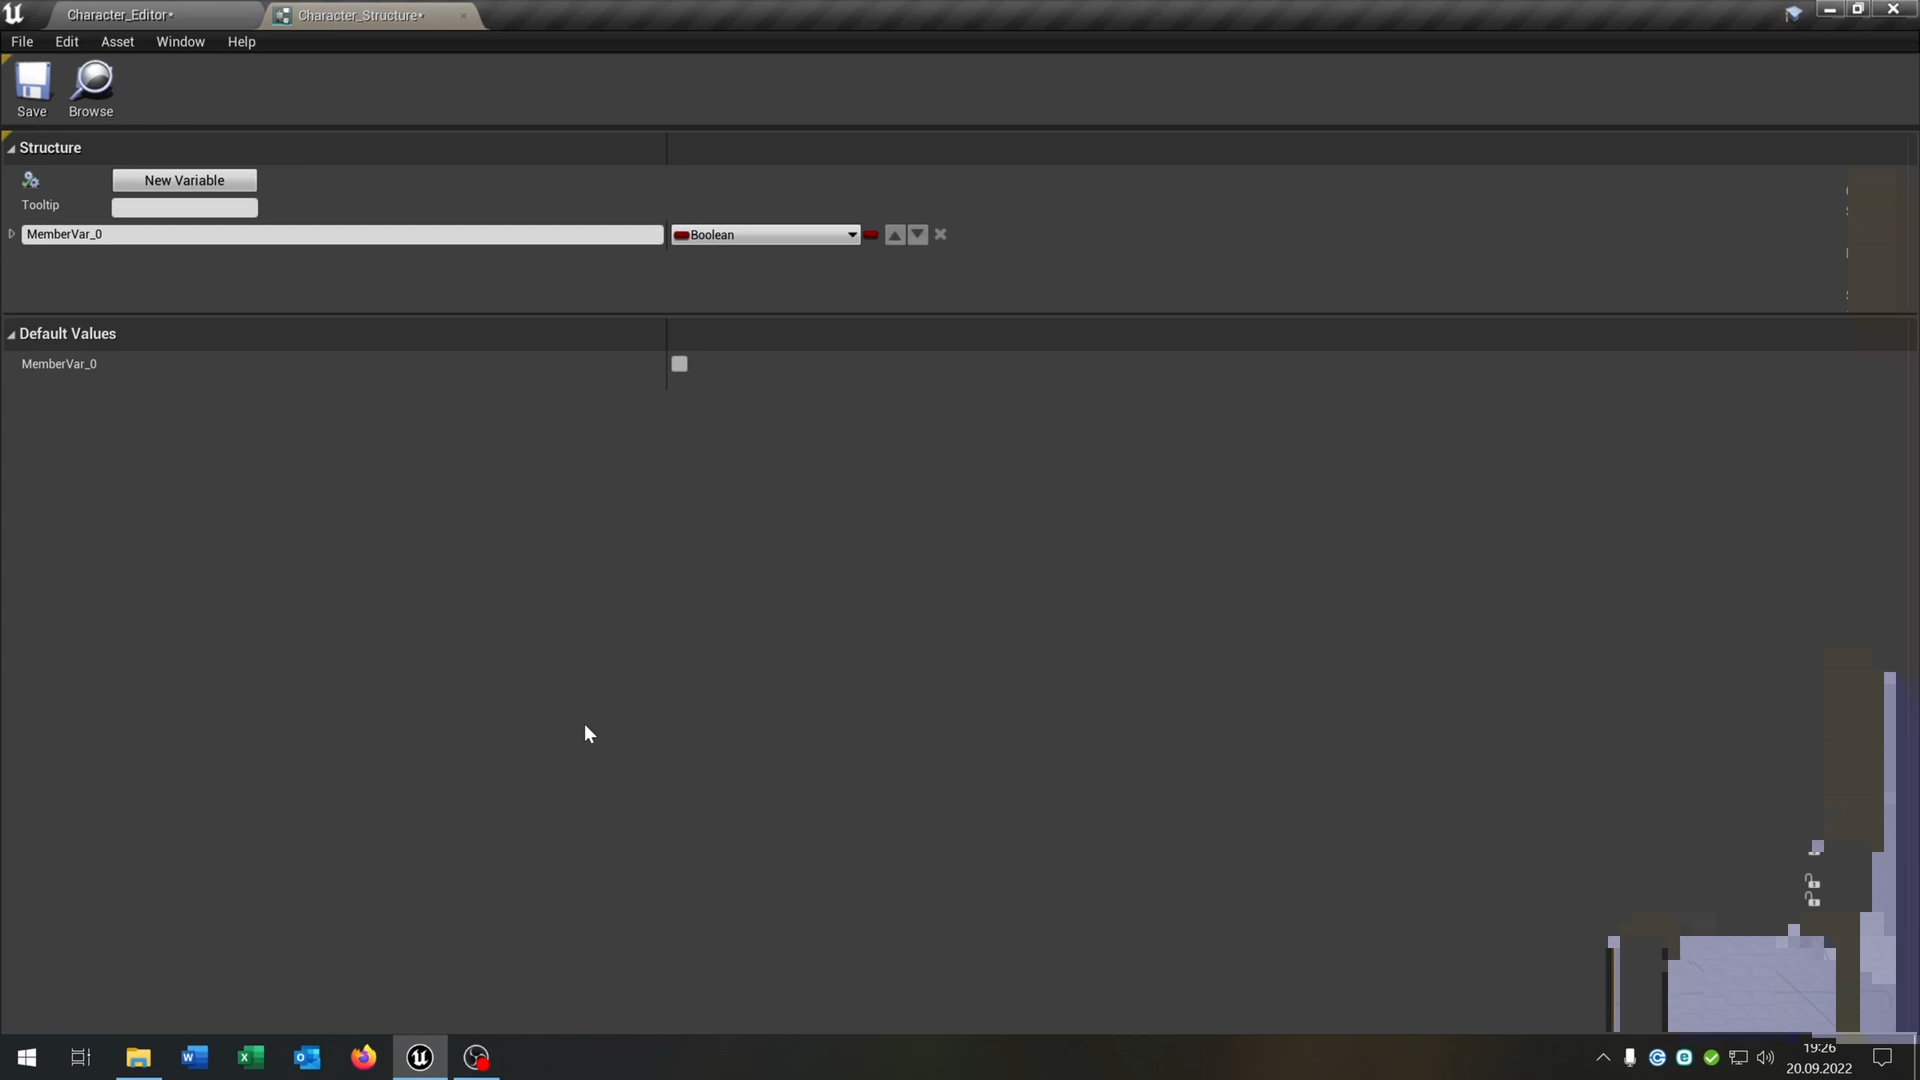 Character_Editor*
Character_Structure*
File Edit Asset Window Help
Save Browse
Structure
New Variable
Tooltip
MemberVar_0 Boolean
Default Values
MemberVar_0
19:26
20.09.2022